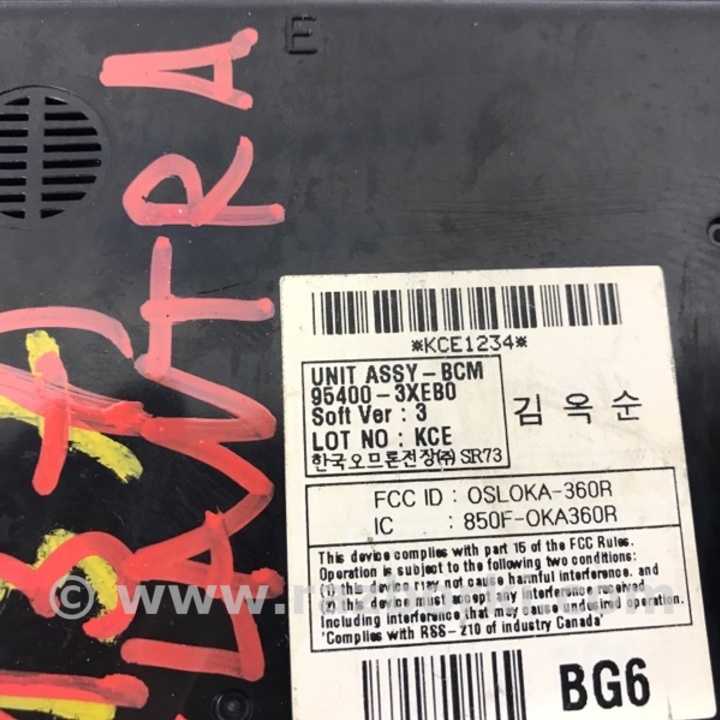 E
ELANTRA
*KCE1234*
UNIT ASSY-BCM
95400-3XEB0
Soft Ver : 3
LOT NO : KCE
한국오므론전장(주) SR73
김옥순
FCC ID : OSLOKA-360R
IC : 850F-OKA360R
This device complies with part 15 of the FCC Rules.
Operation is subject to the following two conditions:
(1) this device may not cause harmful interference, and
(2) this device must accept any interference received,
including interference that may cause undesired operation.
'Complies with RSS-210 of Industry Canada'
BG6